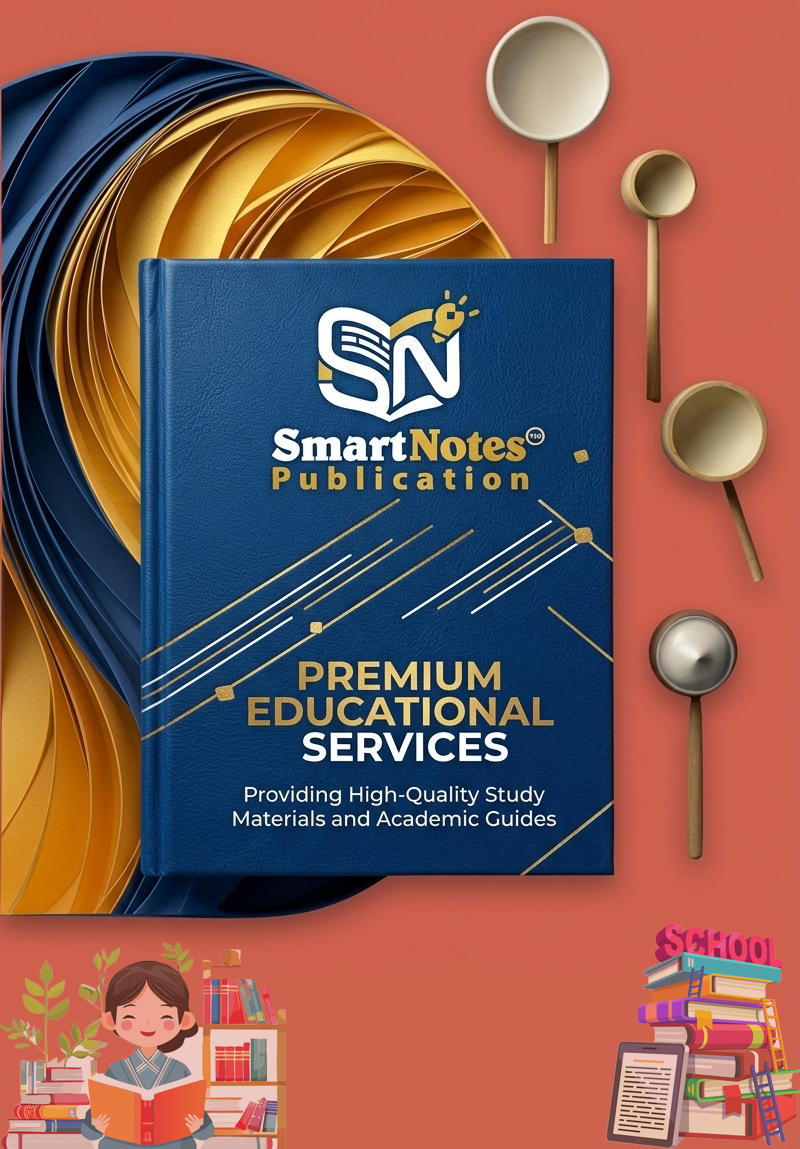 SN
SmartNotes
Publication
PREMIUM
EDUCATIONAL
SERVICES
Providing High-Quality Study
Materials and Academic Guides
SCHOOL